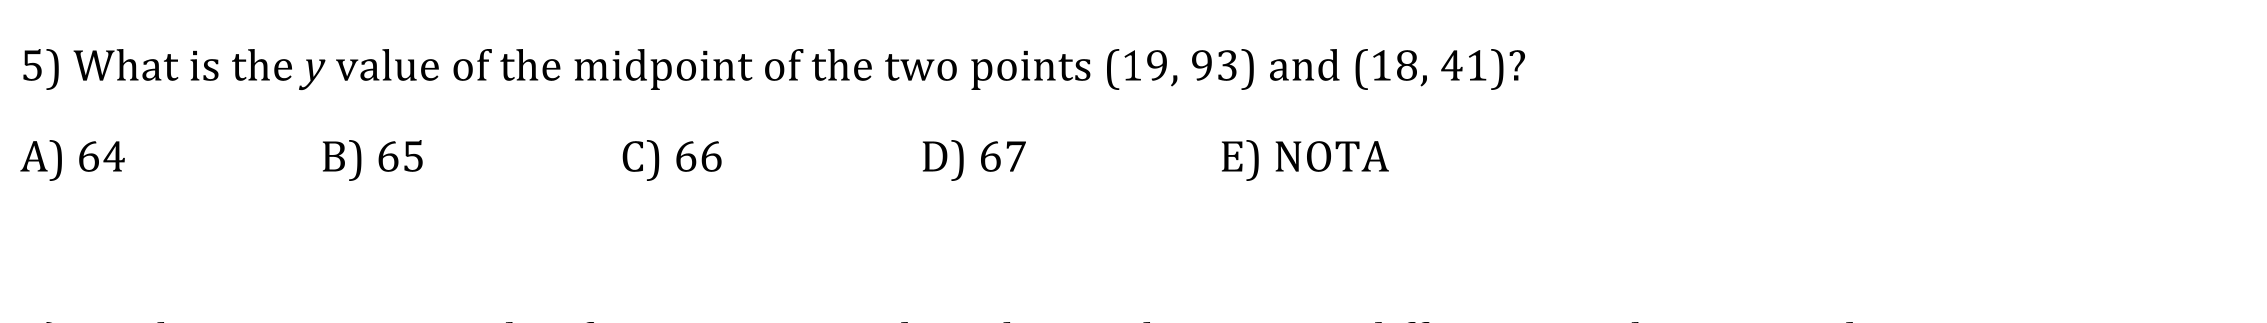 5) What is the y value of the midpoint of the two points (19, 93) and (18, 41)?
A) 64 B) 65 C) 66 D) 67 E) NOTA